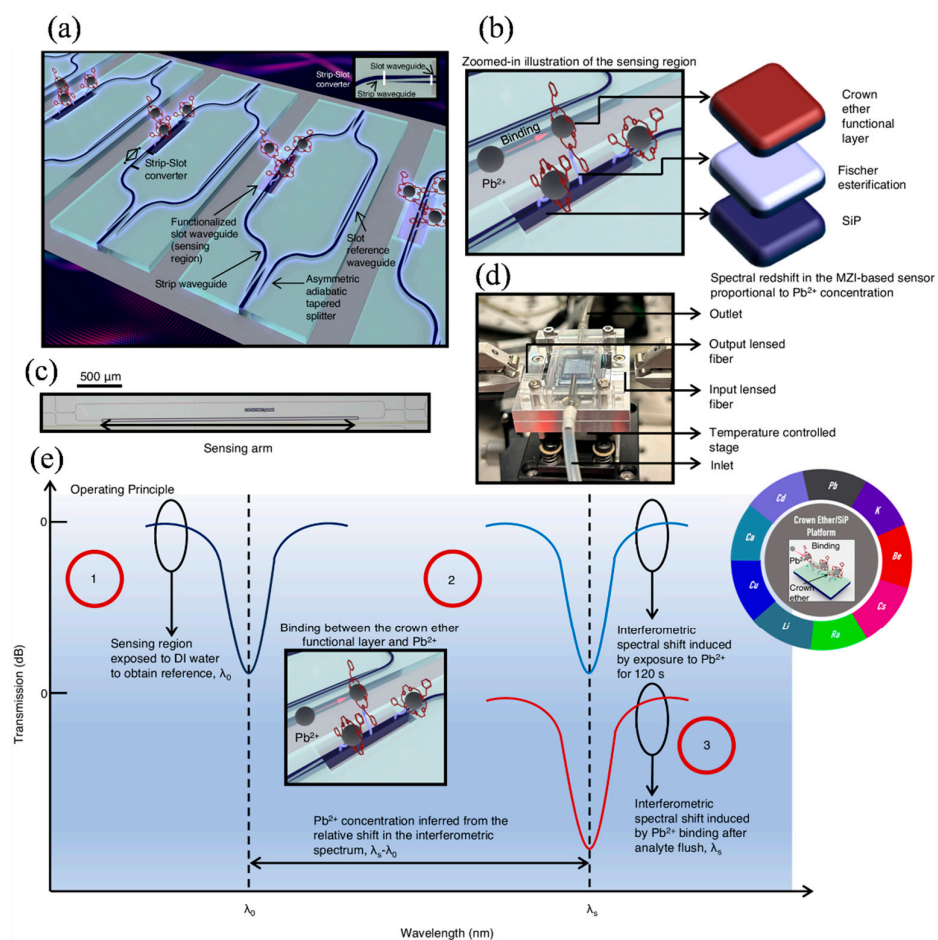 (a)
Strip-Slot
converter
Slot waveguide
Strip waveguide
Strip-Slot
converter
Functionalized
slot waveguide
(sensing
region)
Slot
reference
waveguide
Strip waveguide
Asymmetric
adiabatic
tapered
splitter
(b)
Zoomed-in illustration of the sensing region
Binding
Pb²⁺
Crown
ether
functional
layer
Fischer
esterification
SiP
Spectral redshift in the MZI-based sensor
proportional to Pb²⁺ concentration
(c)
500 μm
Sensing arm
(d)
Outlet
Output lensed
fiber
Input lensed
fiber
Temperature controlled
stage
Inlet
(e)
Operating Principle
Transmission (dB)
0
0
1
Sensing region
exposed to DI water
to obtain reference, λ₀
2
Binding between the crown ether
functional layer and Pb²⁺
Pb²⁺
Interferometric
spectral shift induced
by exposure to Pb²⁺
for 120 s
3
Interferometric
spectral shift induced
by Pb²⁺ binding after
analyte flush, λₛ
Pb²⁺ concentration inferred from the
relative shift in the interferometric
spectrum, λₛ-λ₀
λ₀
λₛ
Wavelength (nm)
Pb
K
Be
Cs
Ra
Li
Cu
Ca
Cd
Crown Ether/SiP
Platform
Binding
Pb²⁺
Crown
ether